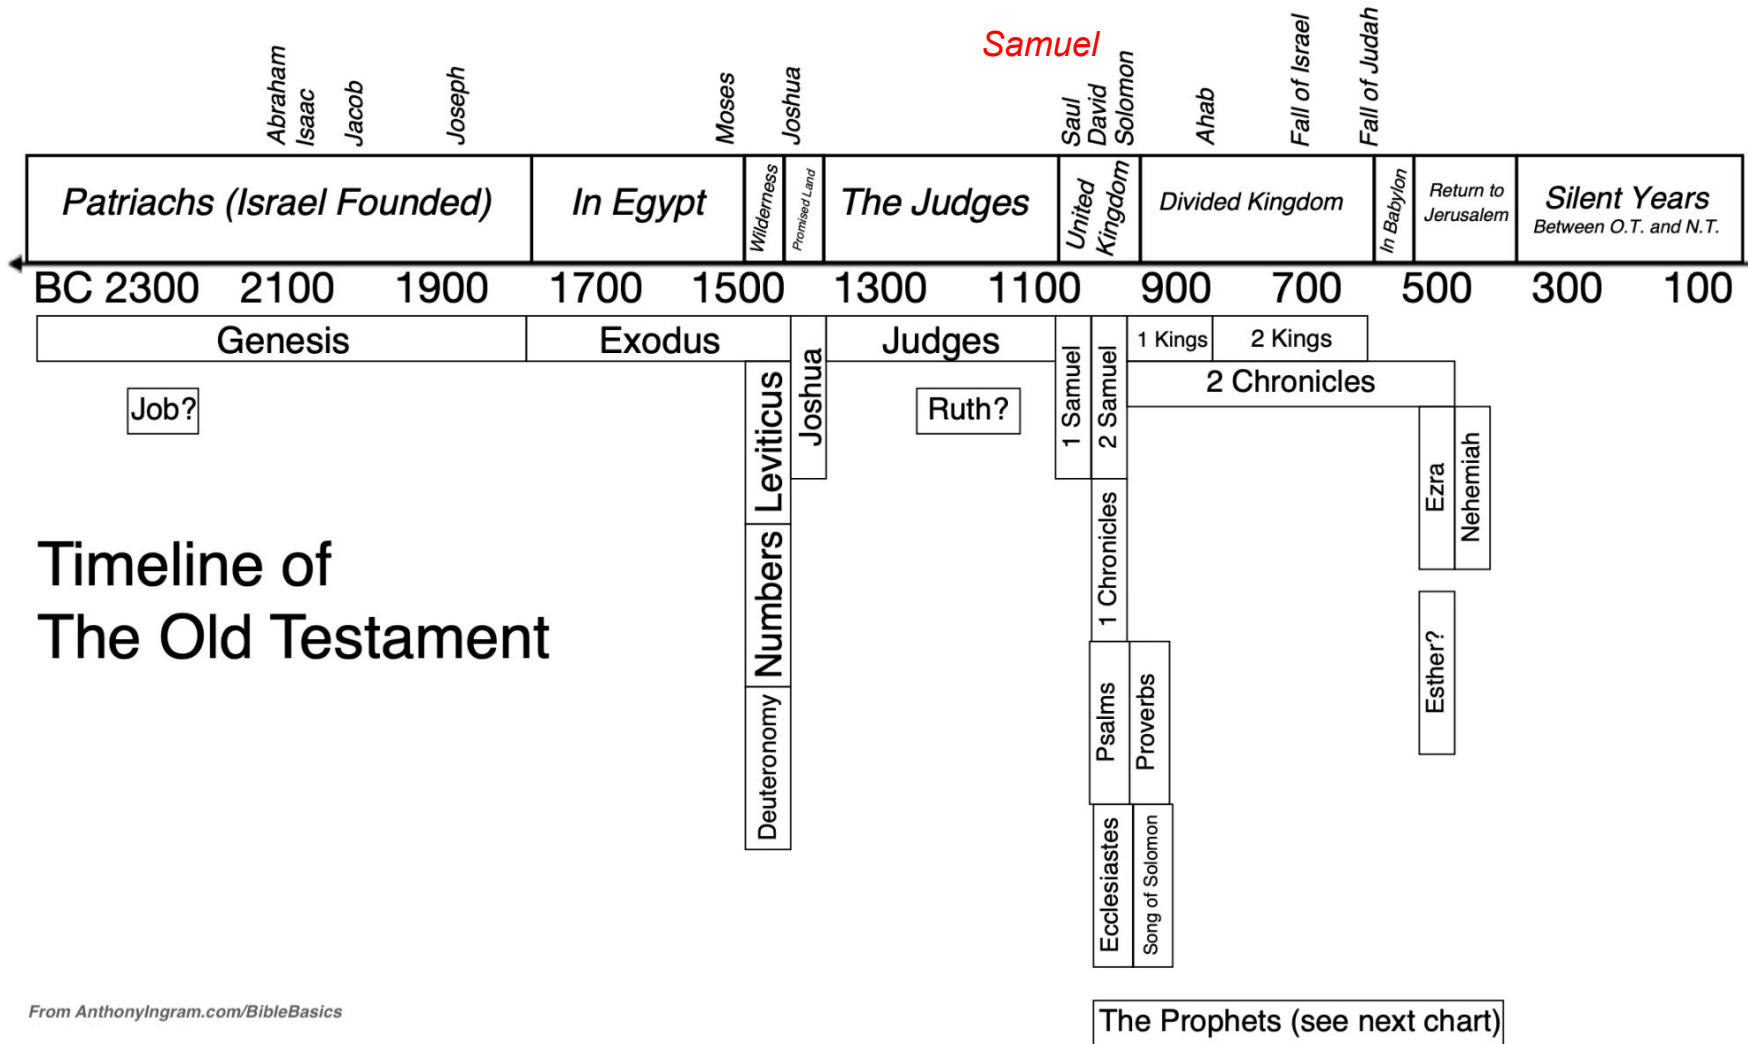 Samuel
Abraham
Isaac
Jacob
Joseph
Moses
Joshua
Saul
David
Solomon
Ahab
Fall of Israel
Fall of Judah
Patriachs (Israel Founded)
In Egypt
Wilderness
Promised Land
The Judges
United
Kingdom
Divided Kingdom
In Babylon
Return to
Jerusalem
Silent Years
Between O.T. and N.T.
BC 2300 2100 1900 1700 1500 1300 1100 900 700 500 300 100
Genesis
Exodus
Joshua
Judges
1 Samuel
2 Samuel
1 Kings
2 Kings
2 Chronicles
Job?
Leviticus
Ruth?
Ezra
Nehemiah
1 Chronicles
Timeline of
The Old Testament
Numbers
Esther?
Psalms
Proverbs
Deuteronomy
Ecclesiastes
Song of Solomon
From AnthonyIngram.com/BibleBasics
The Prophets (see next chart)